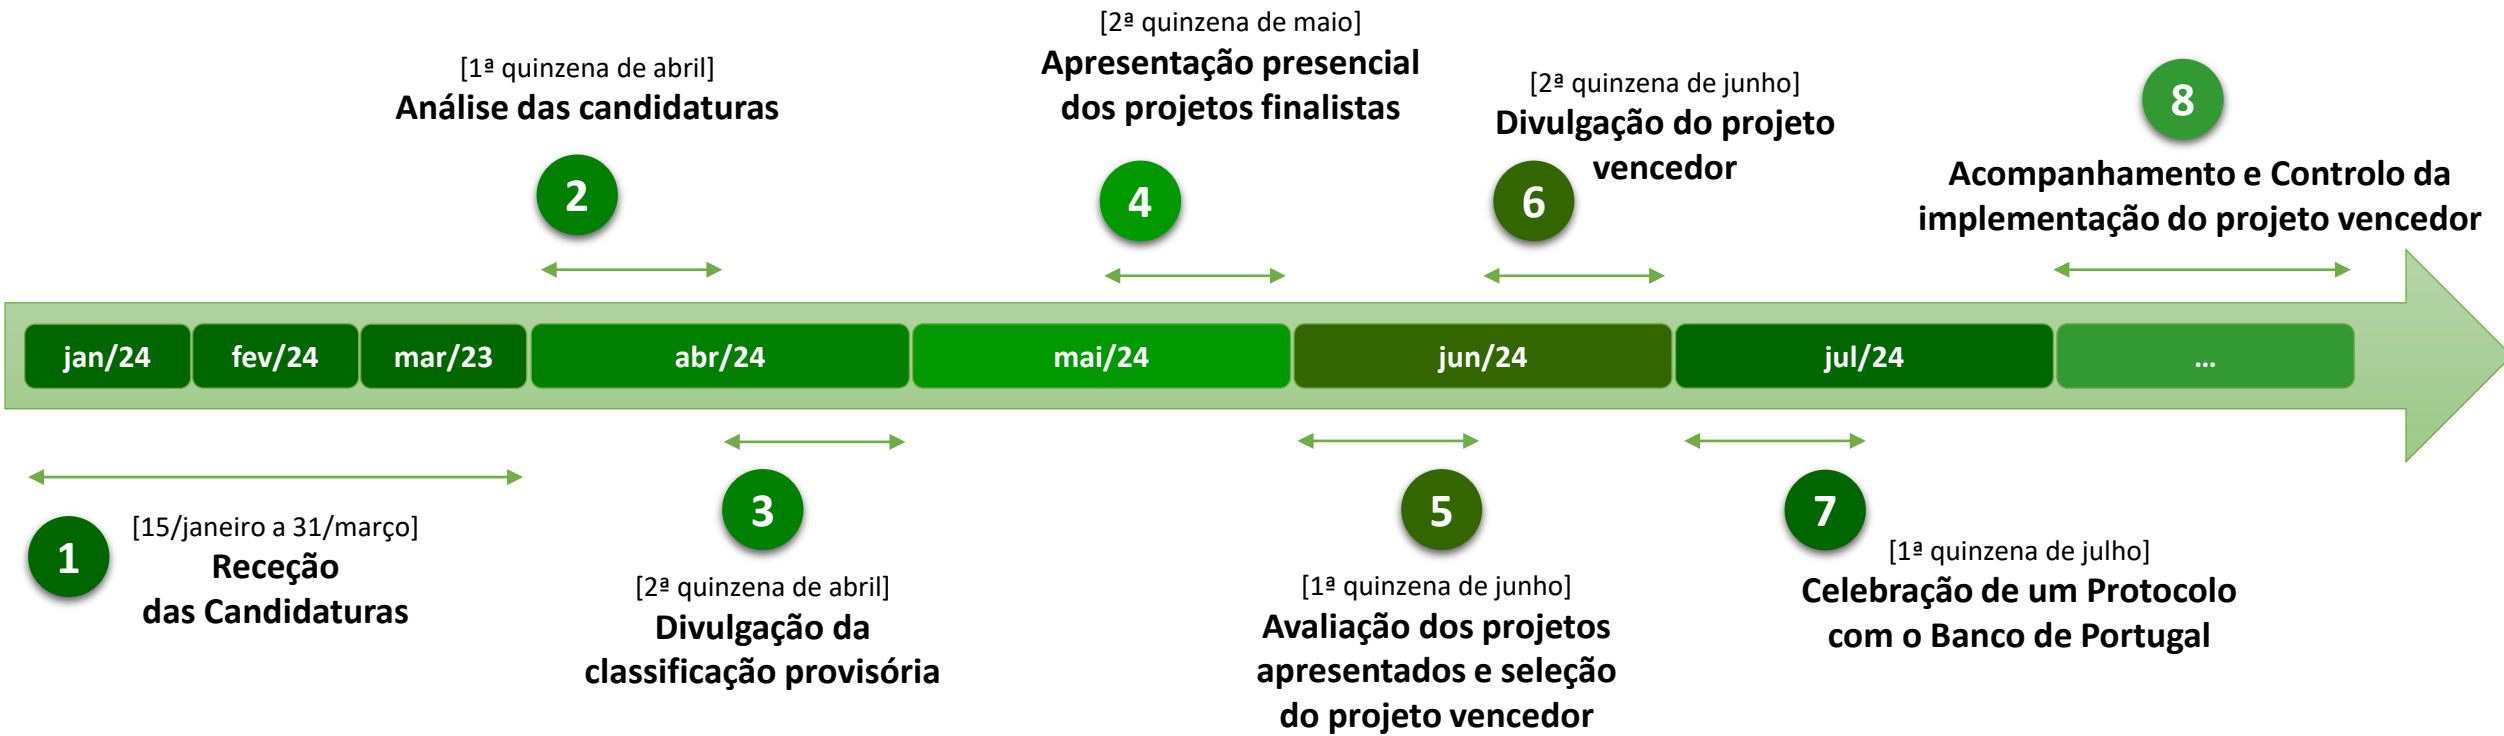 [2ª quinzena de maio]
Apresentação presencial
dos projetos finalistas
[1ª quinzena de abril]
Análise das candidaturas
[2ª quinzena de junho]
Divulgação do projeto
vencedor
8
Acompanhamento e Controlo da
implementação do projeto vencedor
2
4
6
jan/24
fev/24
mar/23
abr/24
mai/24
jun/24
jul/24
...
1
[15/janeiro a 31/março]
Receção
das Candidaturas
3
[2ª quinzena de abril]
Divulgação da
classificação provisória
5
[1ª quinzena de junho]
Avaliação dos projetos
apresentados e seleção
do projeto vencedor
7
[1ª quinzena de julho]
Celebração de um Protocolo
com o Banco de Portugal